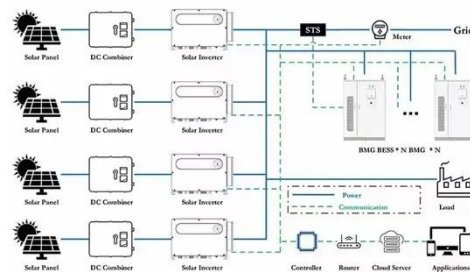 STS
Meter
Grid
Solar Panel
DC Combiner
Solar Inverter
Solar Panel
DC Combiner
Solar Inverter
BMG BESS * N BMG * N
Solar Panel
DC Combiner
Solar Inverter
Power
Communication
Load
Solar Panel
DC Combiner
Solar Inverter
Controller
Router
Cloud Server
Application